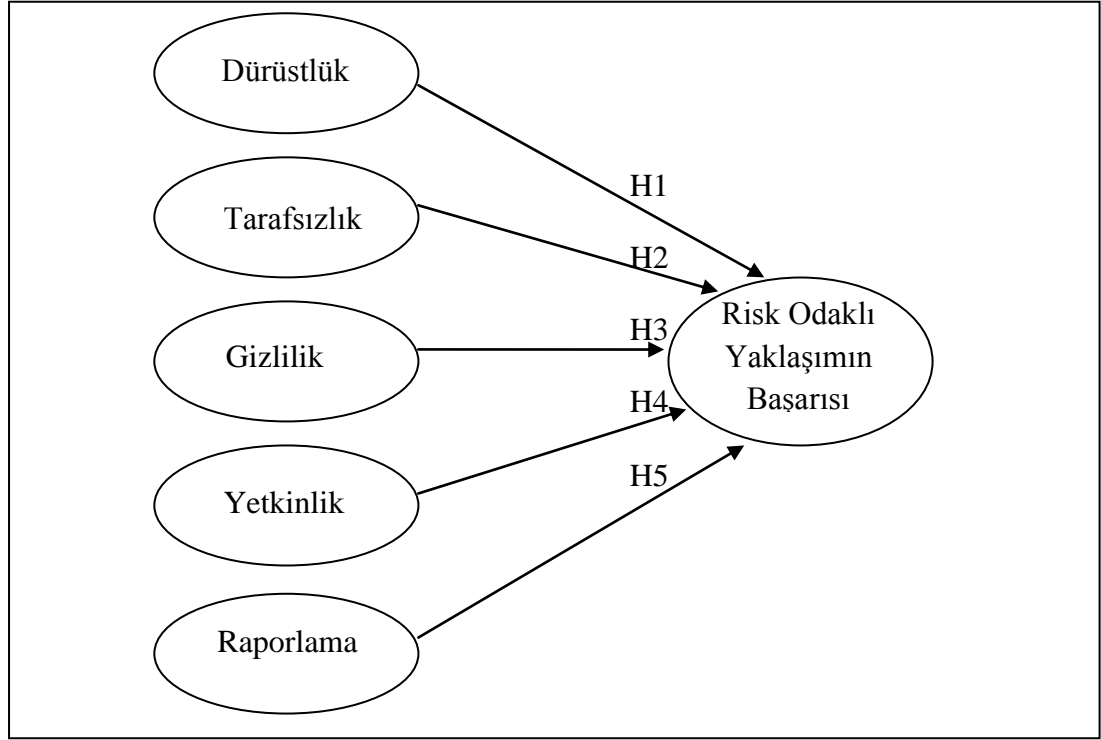 Dürüstlük
H1
Tarafsızlık
H2
Gizlilik
H3
Risk Odaklı
Yaklaşımın
Başarısı
H4
Yetkinlik
H5
Raporlama